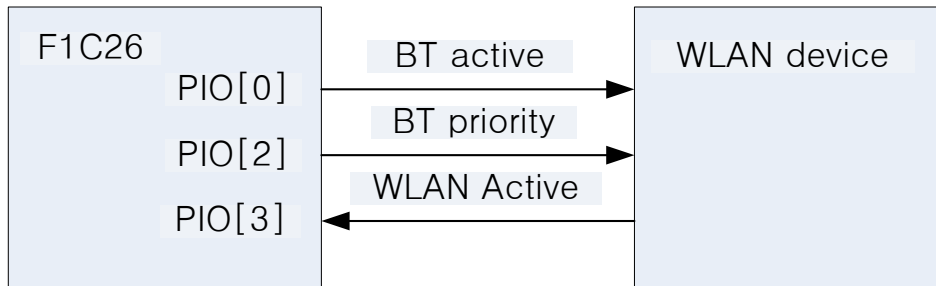 F1C26
WLAN device
BT active
PIO[0]
BT priority
PIO[2]
WLAN Active
PIO[3]